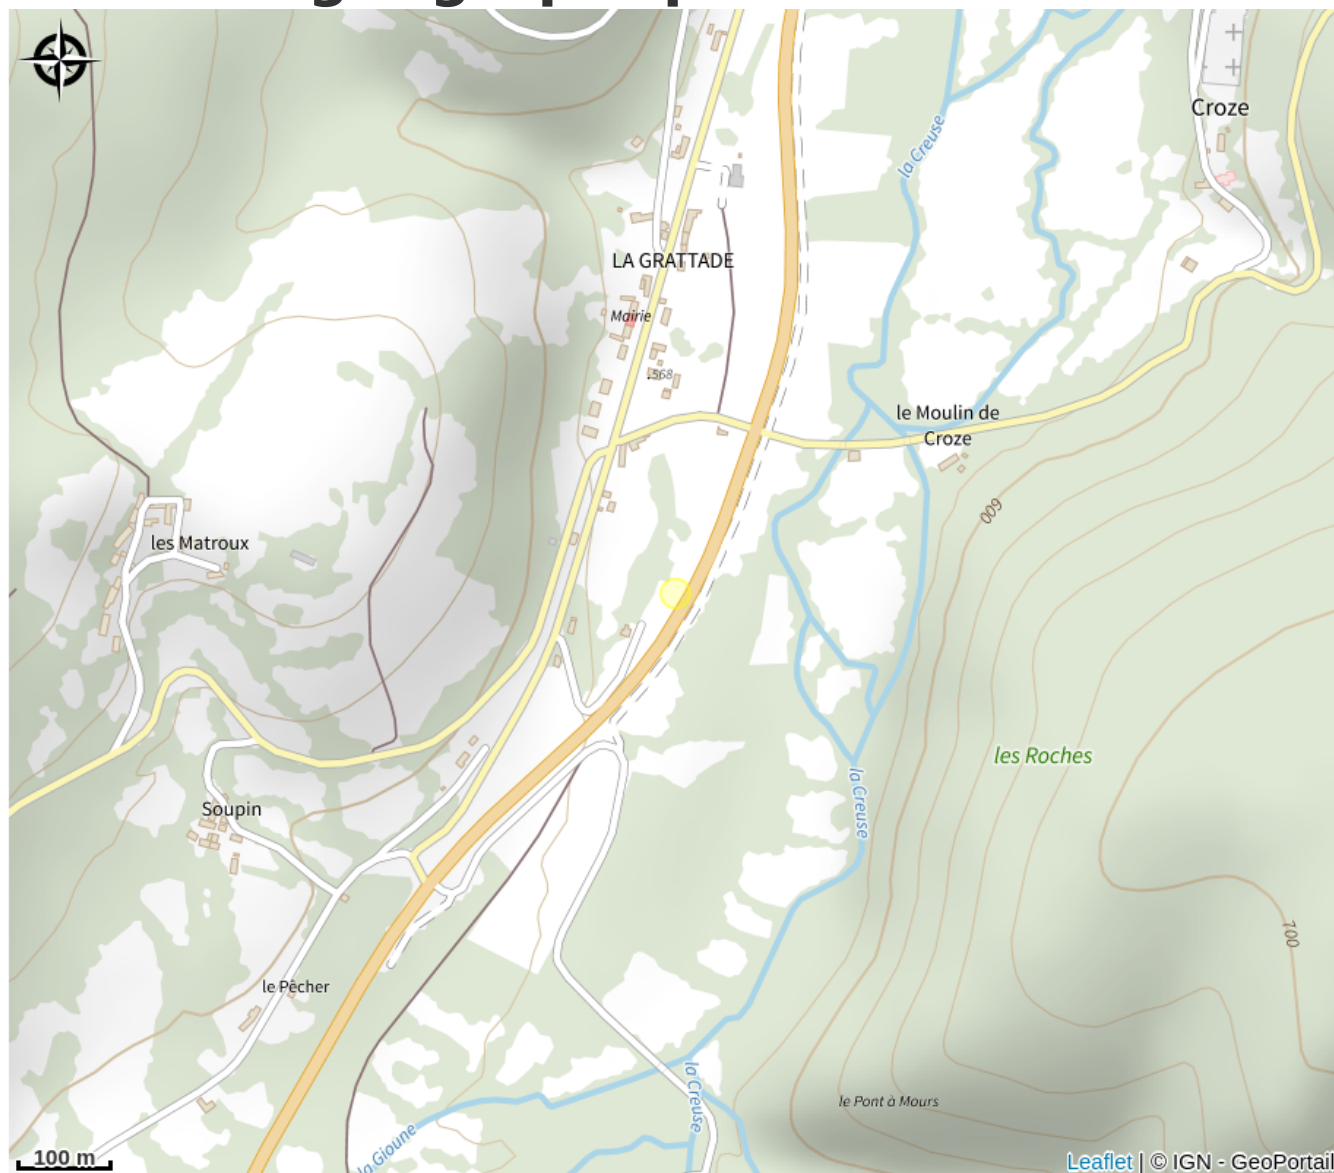 Croze
la Creuse
LA GRATTADE
Mairie
568
le Moulin de
Croze
600
les Matroux
les Roches
la Creuse
Soupin
700
le Pêcher
la Creuse
le Pont à Mours
la Gioune
100 m
Leaflet | © IGN - GeoPortail